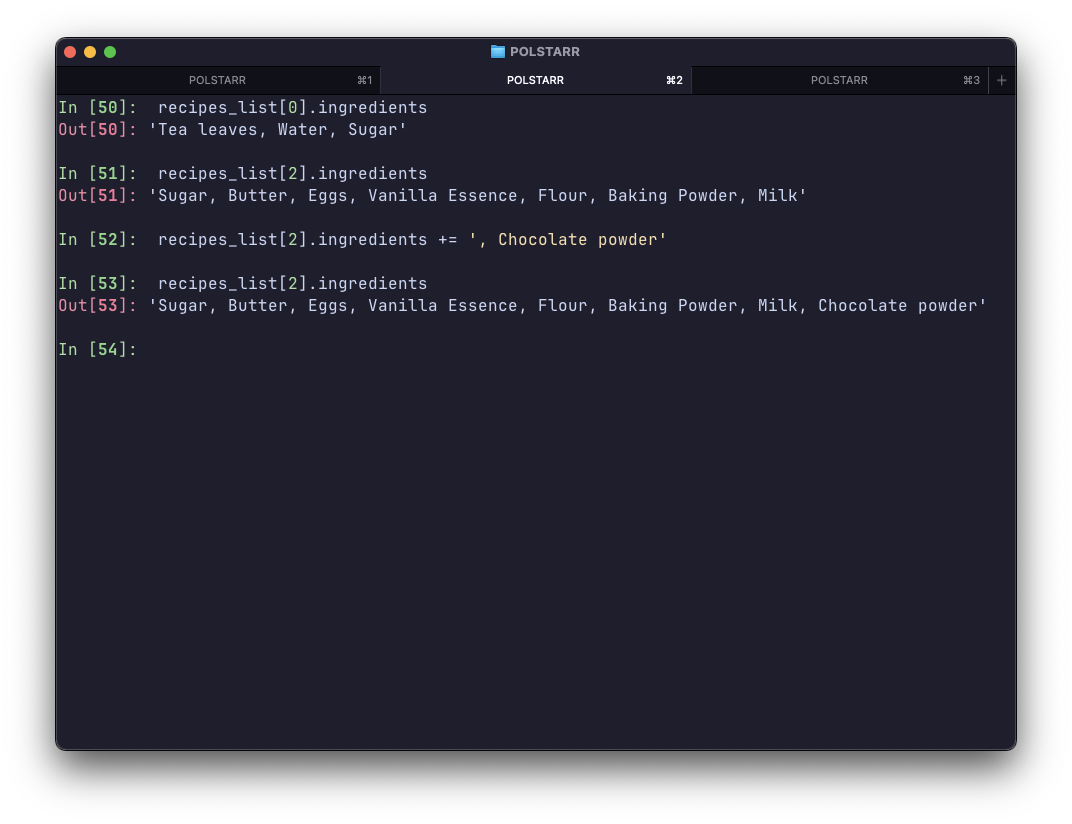 POLSTARR
POLSTARR ⌘1 POLSTARR ⌘2 POLSTARR ⌘3 +
In [50]:  recipes_list[0].ingredients
Out[50]: 'Tea leaves, Water, Sugar'
In [51]:  recipes_list[2].ingredients
Out[51]: 'Sugar, Butter, Eggs, Vanilla Essence, Flour, Baking Powder, Milk'
In [52]:  recipes_list[2].ingredients += ', Chocolate powder'
In [53]:  recipes_list[2].ingredients
Out[53]: 'Sugar, Butter, Eggs, Vanilla Essence, Flour, Baking Powder, Milk, Chocolate powder'
In [54]: